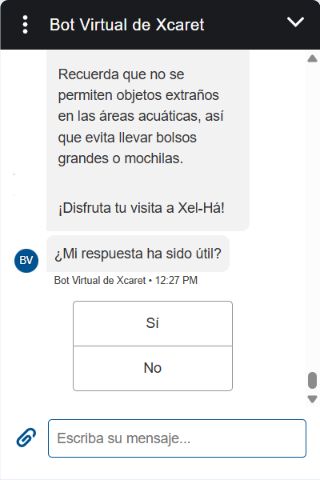 Bot Virtual de Xcaret
Recuerda que no se
permiten objetos extraños
en las áreas acuáticas, así
que evita llevar bolsos
grandes o mochilas.
¡Disfruta tu visita a Xel-Há!
BV
¿Mi respuesta ha sido útil?
Bot Virtual de Xcaret • 12:27 PM
Sí
No
Escriba su mensaje...